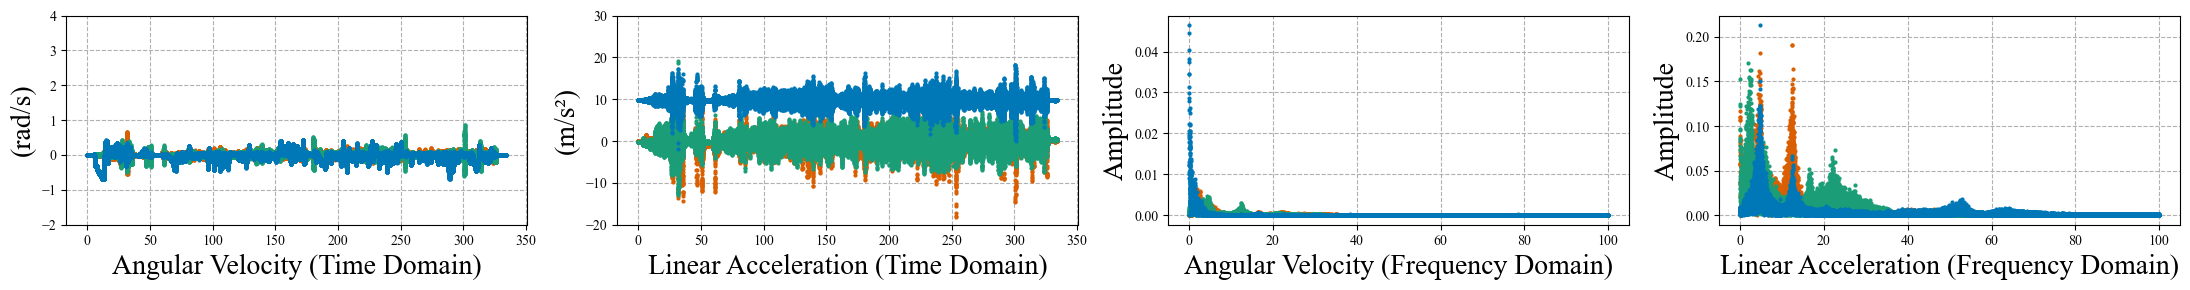 4
3
2
1
0
−1
−2
(rad/s)
0 50 100 150 200 250 300 350
Angular Velocity (Time Domain)
30
20
10
0
−10
−20
(m/s²)
0 50 100 150 200 250 300 350
Linear Acceleration (Time Domain)
0.04
0.03
0.02
0.01
0.00
Amplitude
0 20 40 60 80 100
Angular Velocity (Frequency Domain)
0.20
0.15
0.10
0.05
0.00
Amplitude
0 20 40 60 80 100
Linear Acceleration (Frequency Domain)